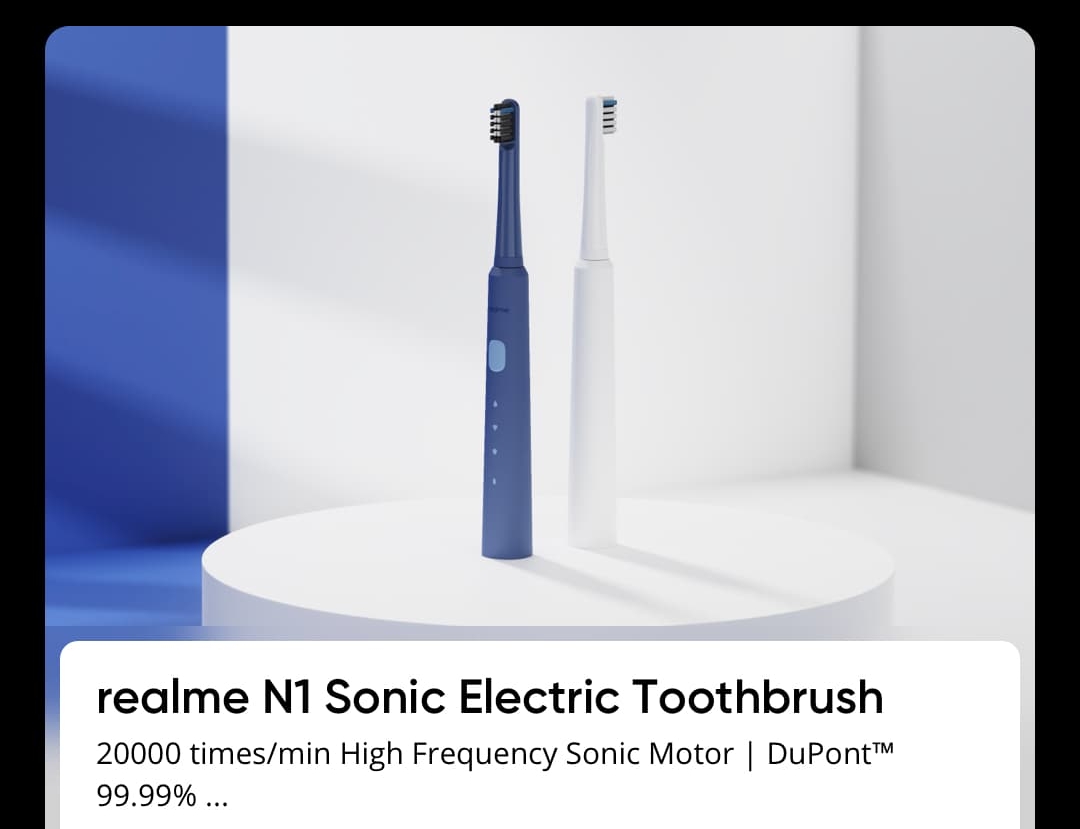 realme N1 Sonic Electric Toothbrush
20000 times/min High Frequency Sonic Motor | DuPont™
99.99% ...